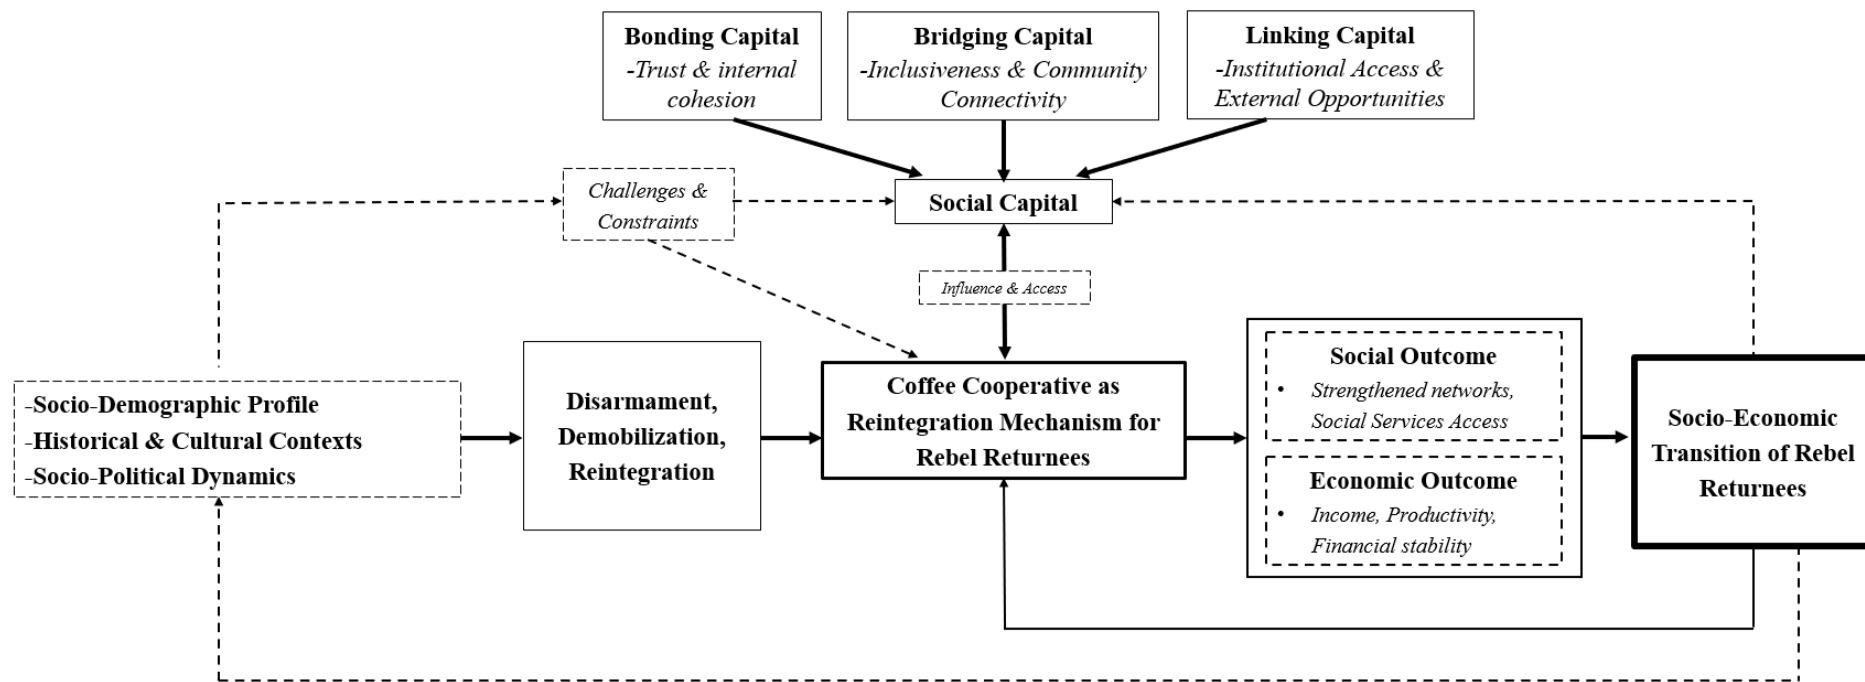 Bonding Capital
-Trust & internal
cohesion
Bridging Capital
-Inclusiveness & Community
Connectivity
Linking Capital
-Institutional Access &
External Opportunities
Challenges &
Constraints
Social Capital
Influence & Access
-Socio-Demographic Profile
-Historical & Cultural Contexts
-Socio-Political Dynamics
Disarmament,
Demobilization,
Reintegration
Coffee Cooperative as
Reintegration Mechanism for
Rebel Returnees
Social Outcome
• Strengthened networks,
Social Services Access
Economic Outcome
• Income, Productivity,
Financial stability
Socio-Economic
Transition of Rebel
Returnees